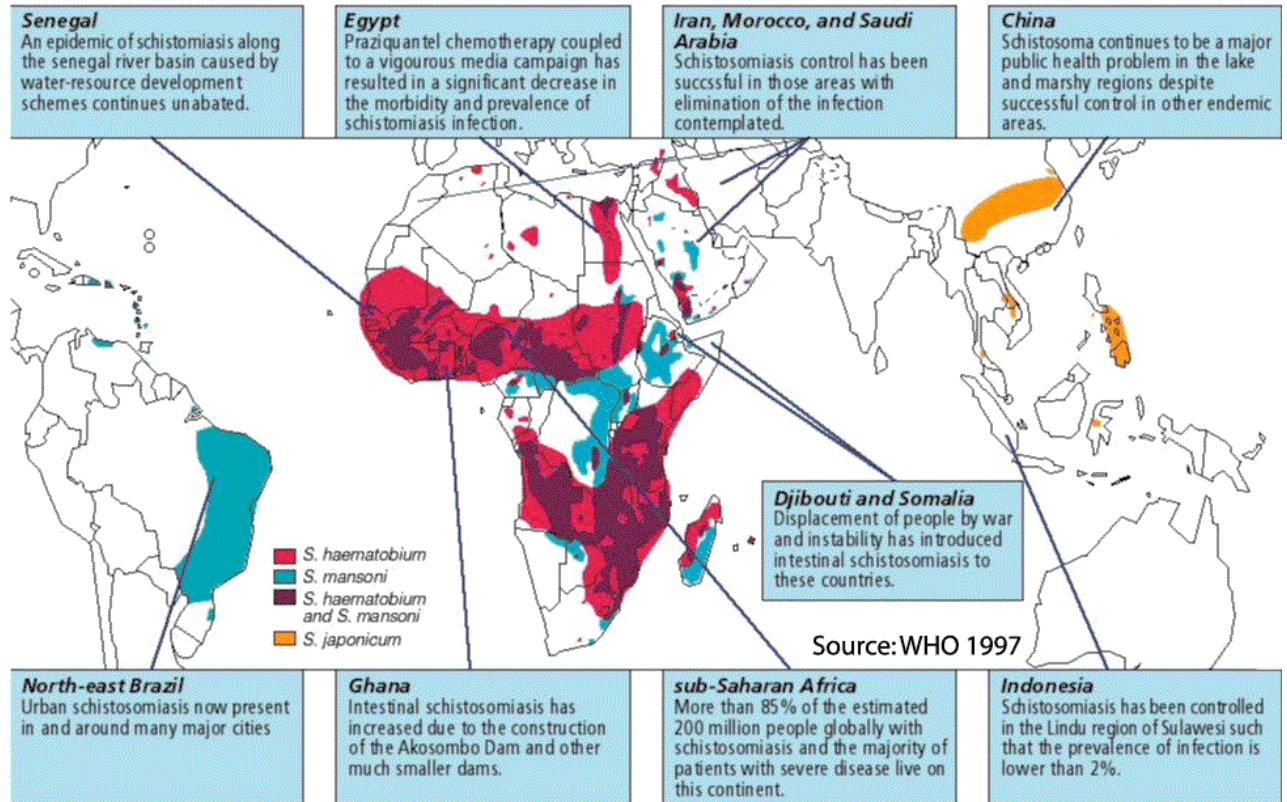 Senegal
An epidemic of schistomiasis along
the senegal river basin caused by
water-resource development
schemes continues unabated.
Egypt
Praziquantel chemotherapy coupled
to a vigourous media campaign has
resulted in a significant decrease in
the morbidity and prevalence of
schistomiasis infection.
Iran, Morocco, and Saudi
Arabia
Schistosomiasis control has been
succssful in those areas with
elimination of the infection
contemplated.
China
Schistosoma continues to be a major
public health problem in the lake
and marshy regions despite
successful control in other endemic
areas.
Djibouti and Somalia
Displacement of people by war
and instability has introduced
intestinal schistosomiasis to
these countries.
S. haematobium
S. mansoni
S. haematobium
and S. mansoni
S. japonicum
Source: WHO 1997
North-east Brazil
Urban schistosomiasis now present
in and around many major cities
Ghana
Intestinal schistosomiasis has
increased due to the construction
of the Akosombo Dam and other
much smaller dams.
sub-Saharan Africa
More than 85% of the estimated
200 million people globally with
schistosomiasis and the majority of
patients with severe disease live on
this continent.
Indonesia
Schistosomiasis has been controlled
in the Lindu region of Sulawesi such
that the prevalence of infection is
lower than 2%.